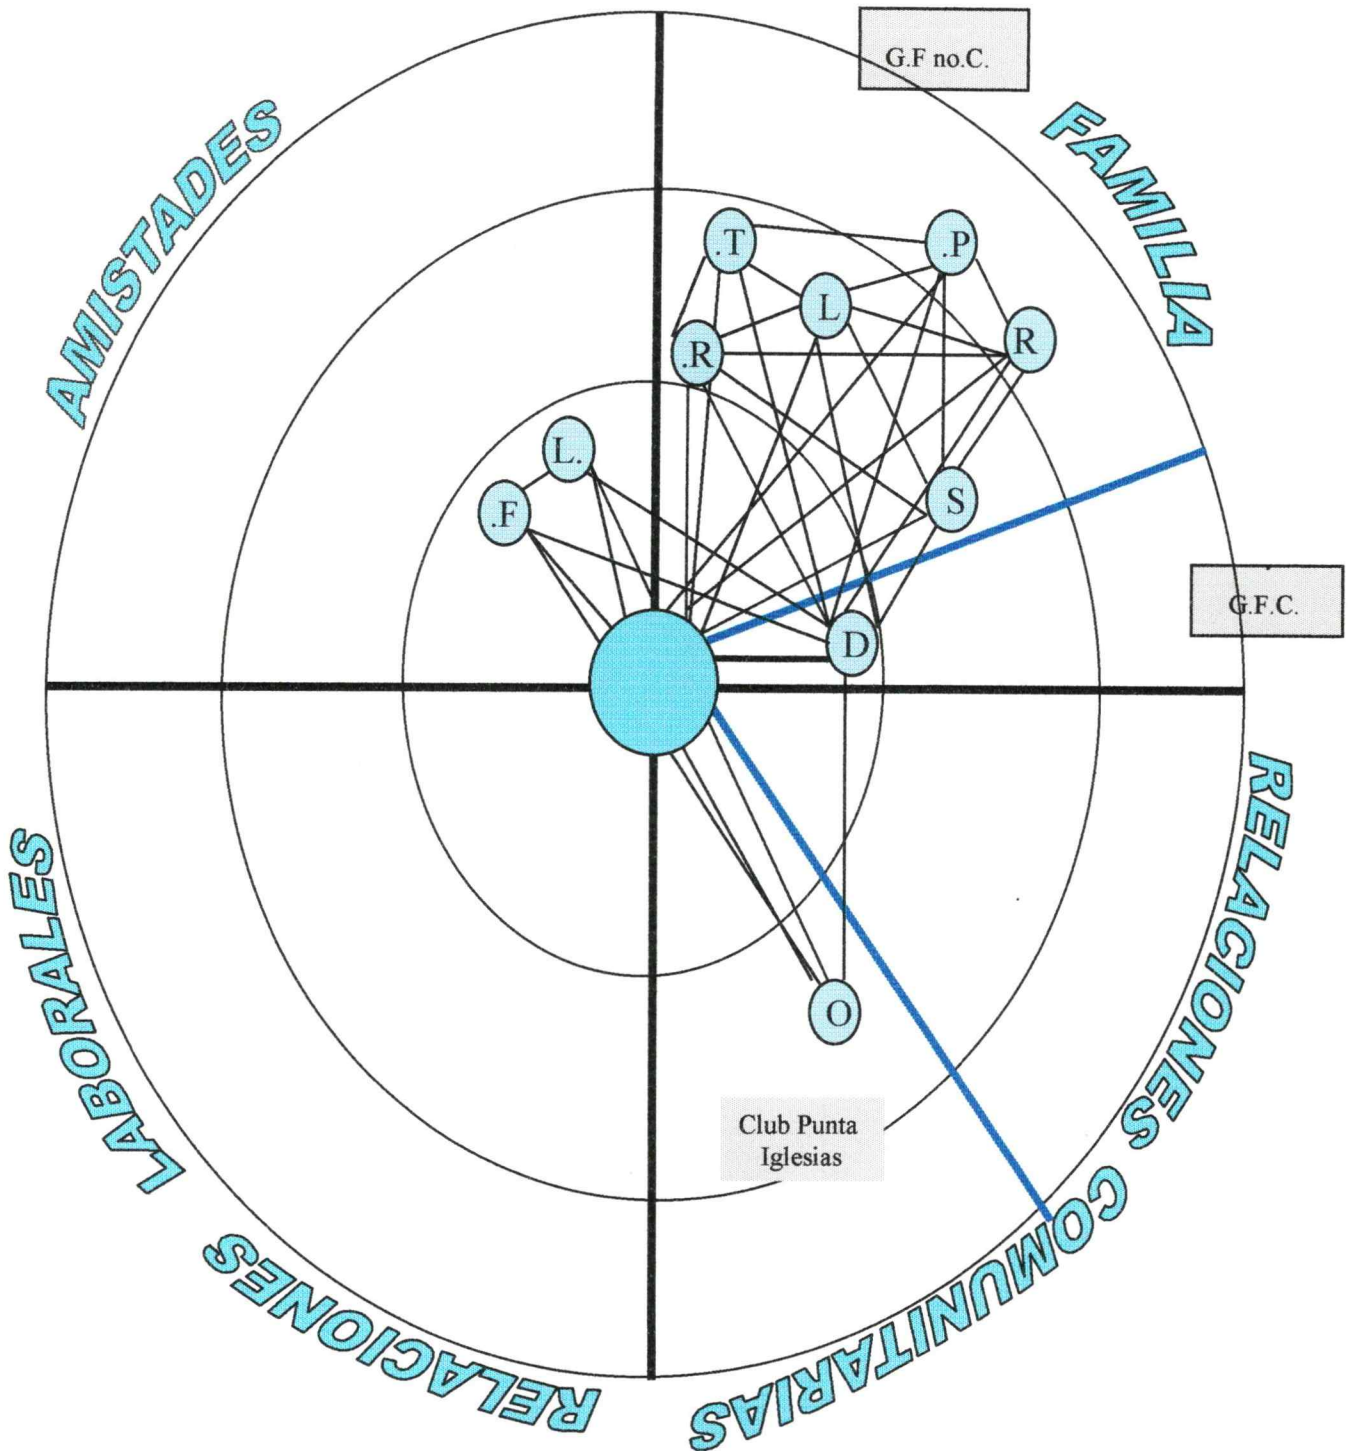 G.F no.C.
FAMILIA
AMISTADES
.T
.P
L
R
.R
L.
.F
S
G.F.C.
D
RELACIONES COMUNITARIAS
RELACIONES LABORALES
O
Club Punta
Iglesias